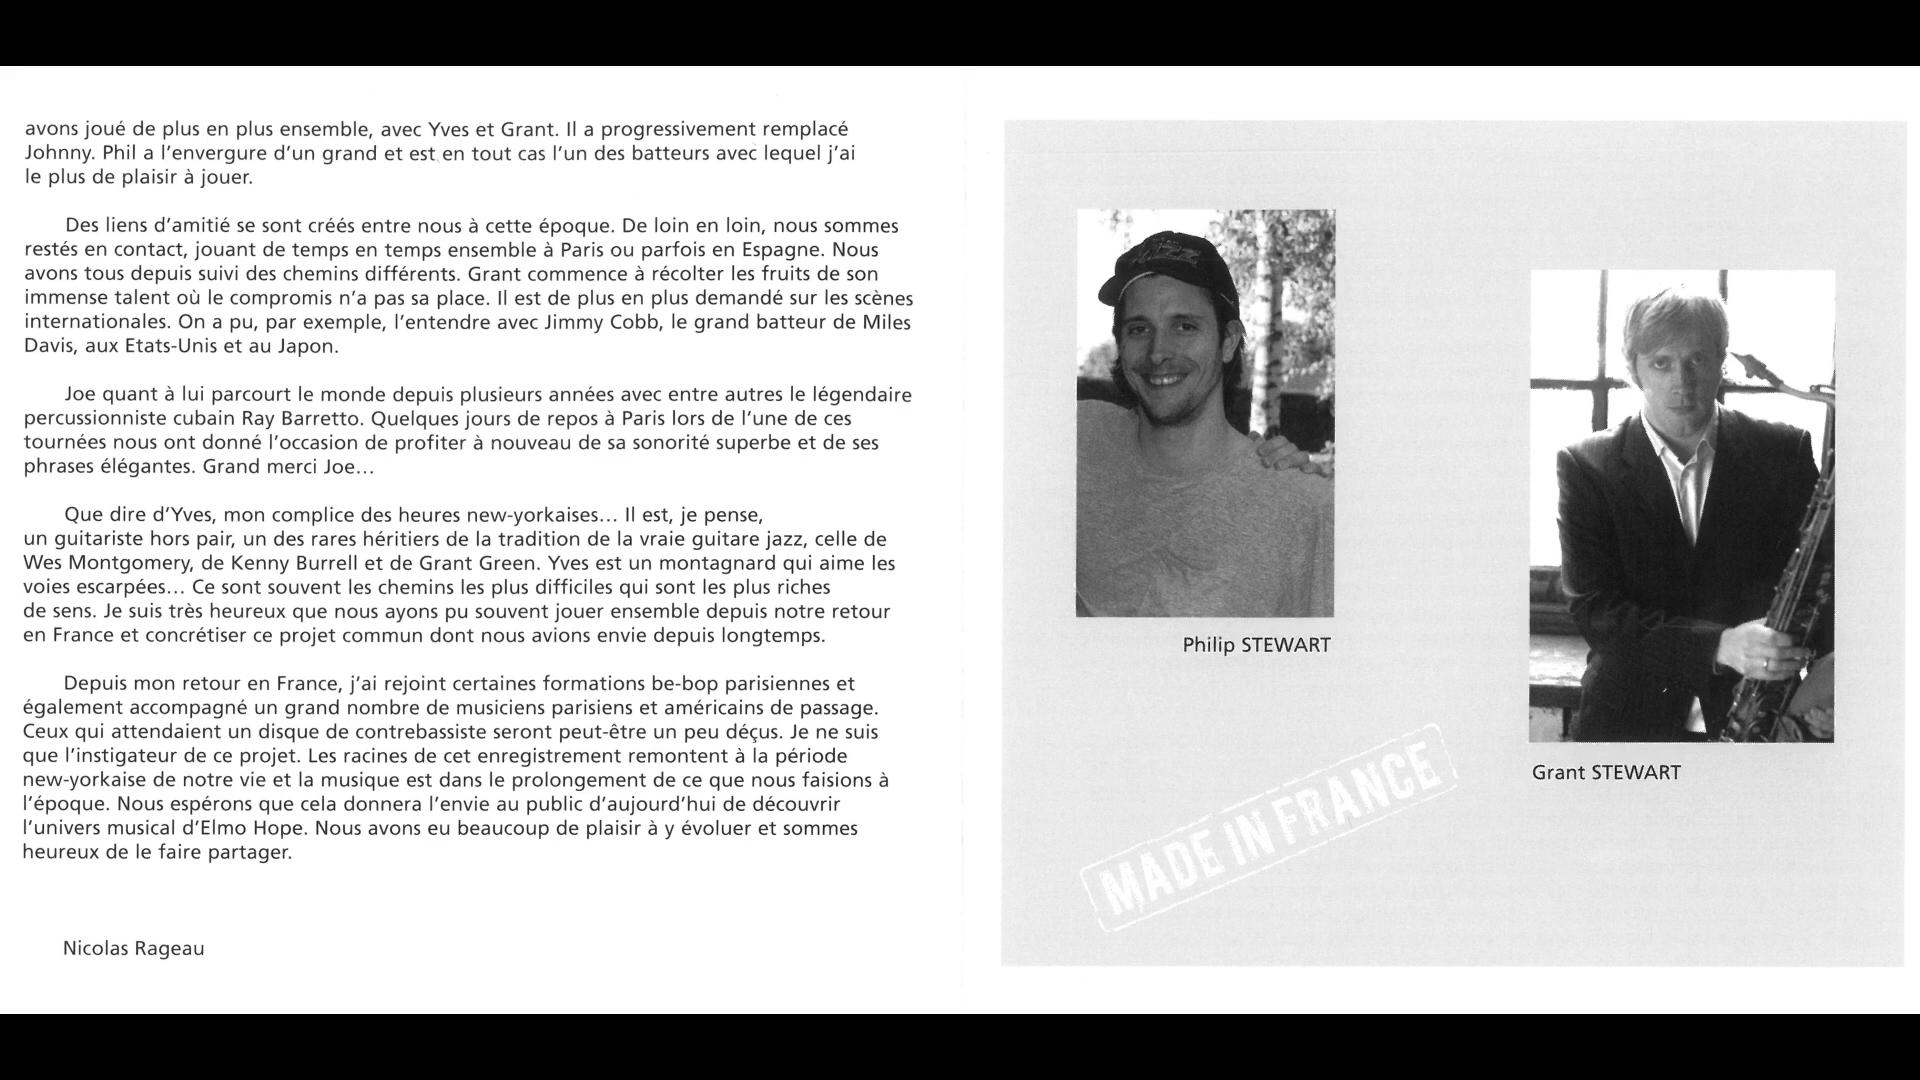 avons joué de plus en plus ensemble, avec Yves et Grant. Il a progressivement remplacé
Johnny. Phil a l'envergure d'un grand et est en tout cas l'un des batteurs avec lequel j'ai
le plus de plaisir à jouer.
Des liens d'amitié se sont créés entre nous à cette époque. De loin en loin, nous sommes
restés en contact, jouant de temps en temps ensemble à Paris ou parfois en Espagne. Nous
avons tous depuis suivi des chemins différents. Grant commence à récolter les fruits de son
immense talent où le compromis n'a pas sa place. Il est de plus en plus demandé sur les scènes
internationales. On a pu, par exemple, l'entendre avec Jimmy Cobb, le grand batteur de Miles
Davis, aux Etats-Unis et au Japon.
Joe quant à lui parcourt le monde depuis plusieurs années avec entre autres le légendaire
percussionniste cubain Ray Barretto. Quelques jours de repos à Paris lors de l'une de ces
tournées nous ont donné l'occasion de profiter à nouveau de sa sonorité superbe et de ses
phrases élégantes. Grand merci Joe...
Que dire d'Yves, mon complice des heures new-yorkaises... Il est, je pense,
un guitariste hors pair, un des rares héritiers de la tradition de la vraie guitare jazz, celle de
Wes Montgomery, de Kenny Burrell et de Grant Green. Yves est un montagnard qui aime les
voies escarpées... Ce sont souvent les chemins les plus difficiles qui sont les plus riches
de sens. Je suis très heureux que nous ayons pu souvent jouer ensemble depuis notre retour
en France et concrétiser ce projet commun dont nous avions envie depuis longtemps.
Depuis mon retour en France, j'ai rejoint certaines formations be-bop parisiennes et
également accompagné un grand nombre de musiciens parisiens et américains de passage.
Ceux qui attendaient un disque de contrebassiste seront peut-être un peu déçus. Je ne suis
que l'instigateur de ce projet. Les racines de cet enregistrement remontent à la période
new-yorkaise de notre vie et la musique est dans le prolongement de ce que nous faisions à
l'époque. Nous espérons que cela donnera l'envie au public d'aujourd'hui de découvrir
l'univers musical d'Elmo Hope. Nous avons eu beaucoup de plaisir à y évoluer et sommes
heureux de le faire partager.
Nicolas Rageau
Philip STEWART
Grant STEWART
MADE IN FRANCE